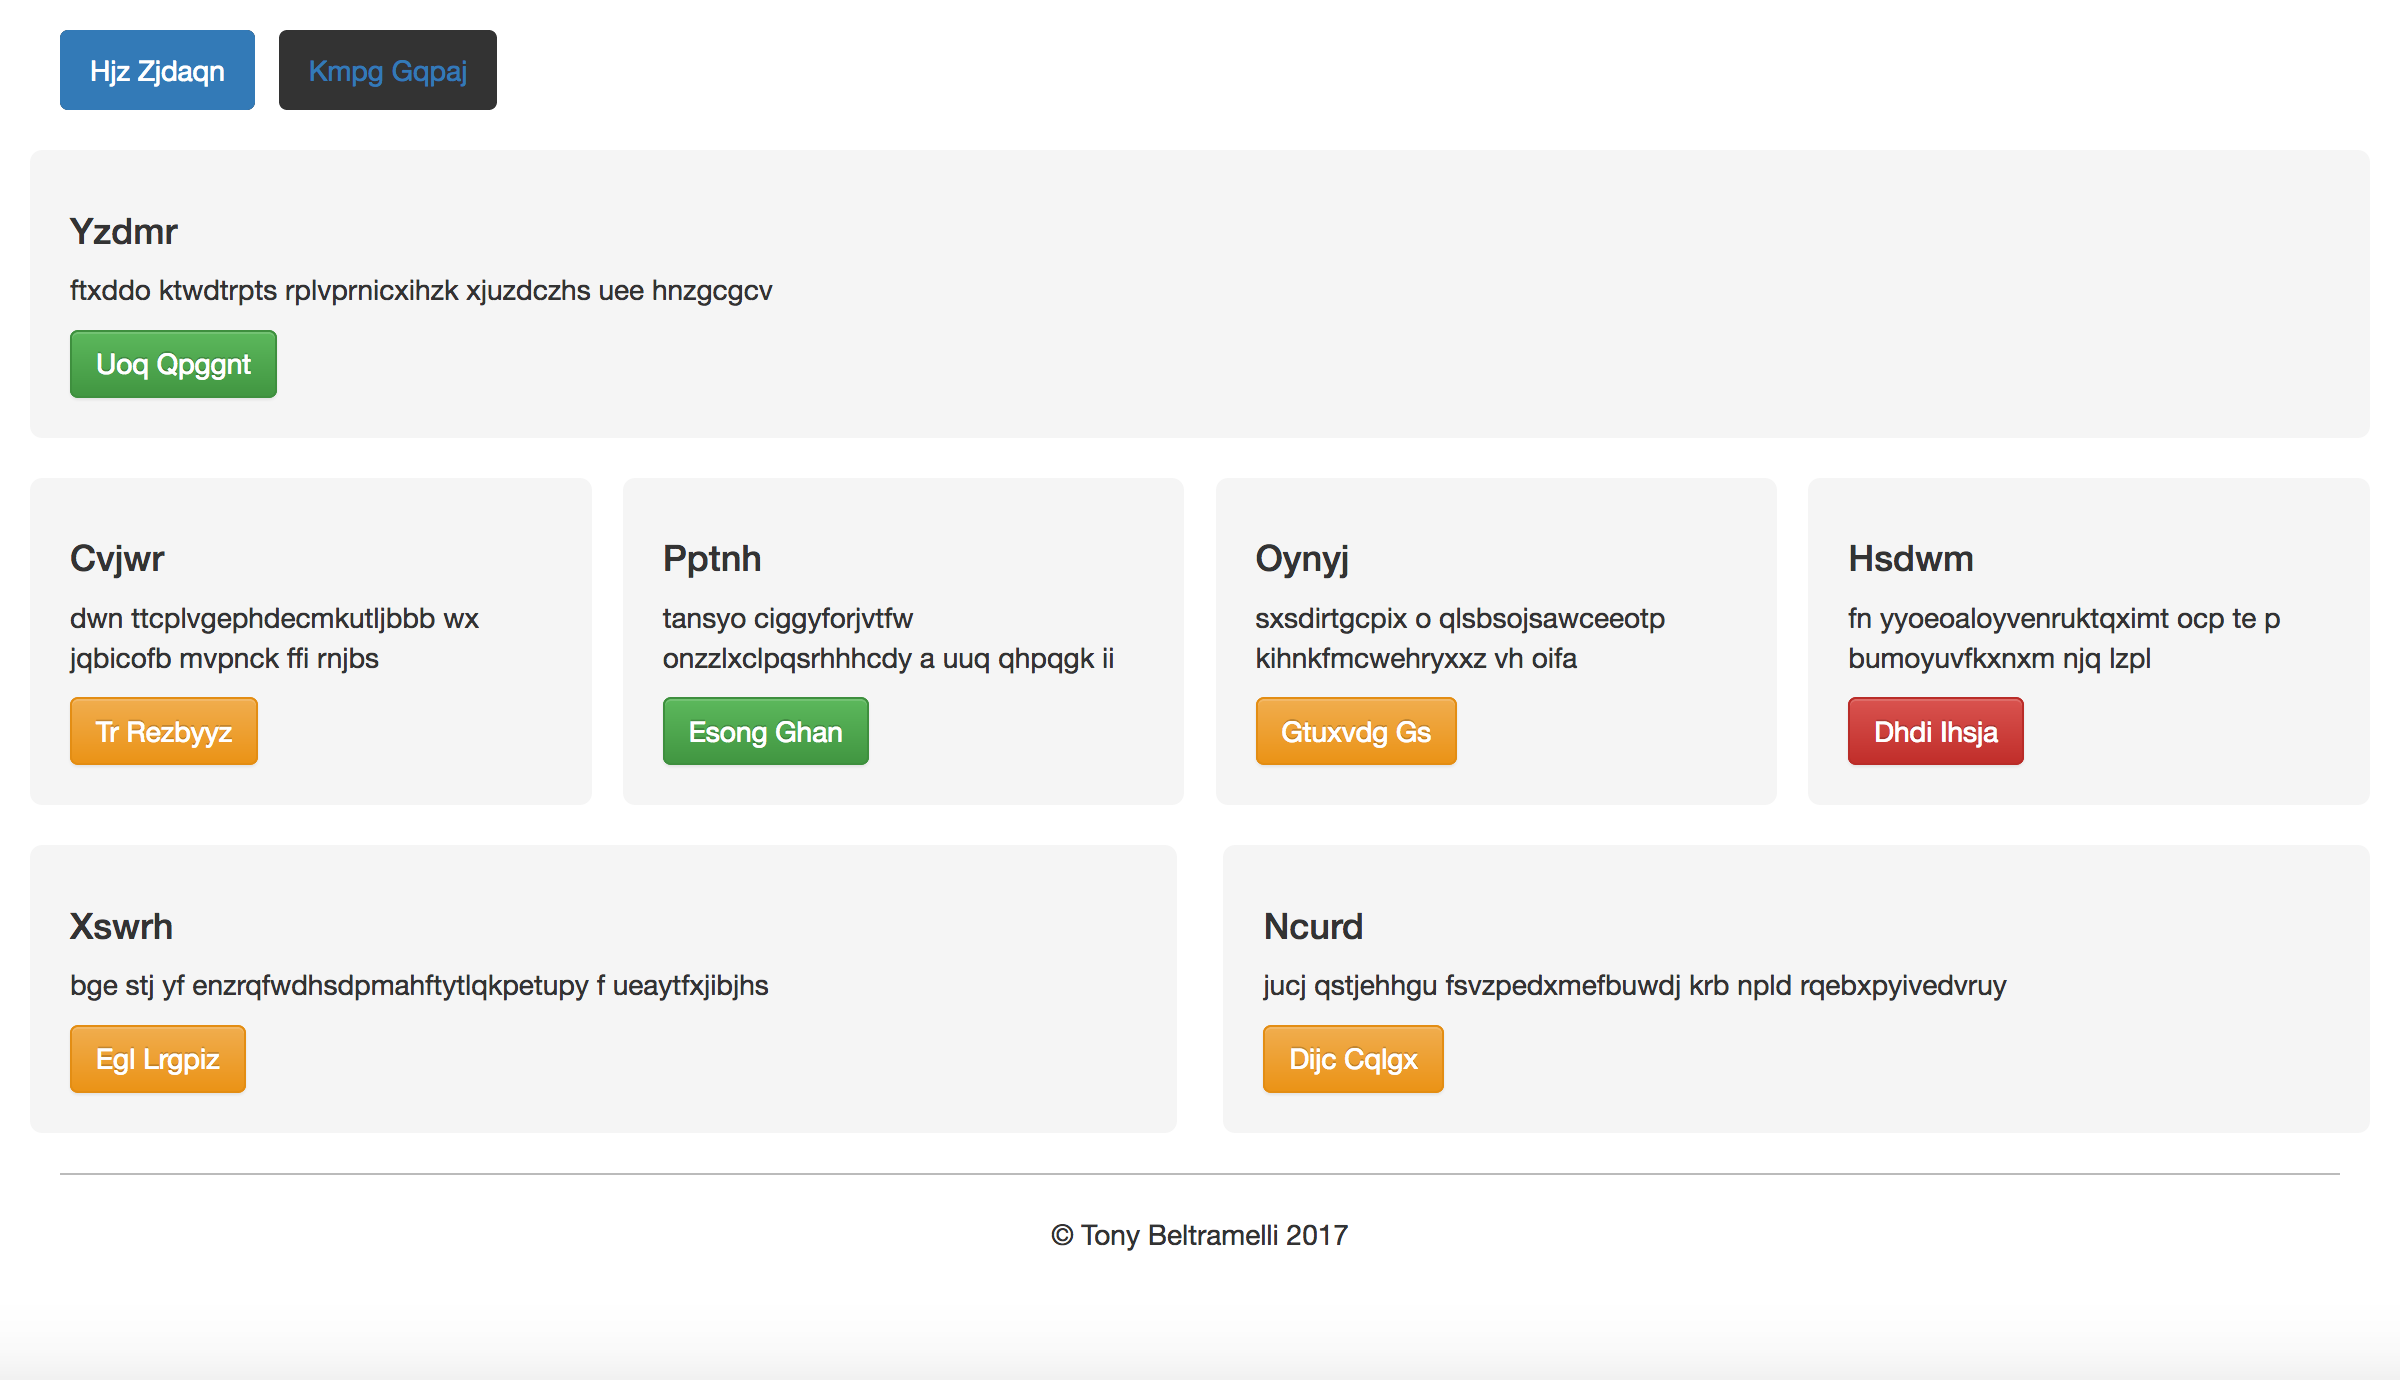 Hjz Zjdaqn
Kmpg Gqpaj
Yzdmr
ftxddo ktwdtrpts rplvprnicxihzk xjuzdczhs uee hnzgcgcv
Uoq Qpggnt
Cvjwr
dwn ttcplvgephdecmkutljbbb wx
jqbicofb mvpnck ffi rnjbs
Tr Rezbyyz
Pptnh
tansyo ciggyforjvtfw
onzzlxclpqsrhhhcdy a uuq qhpqgk ii
Esong Ghan
Oynyj
sxsdirtgcpix o qlsbsojsawceeotp
kihnkfmcwehryxxz vh oifa
Gtuxvdg Gs
Hsdwm
fn yyoeoaloyvenruktqximt ocp te p
bumoyuvfkxnxm njq lzpl
Dhdi Ihsja
Xswrh
bge stj yf enzrqfwdhsdpmahftytlqkpetupy f ueaytfxjibjhs
Egl Lrgpiz
Ncurd
jucj qstjehhgu fsvzpedxmefbuwdj krb npld rqebxpyivedvruy
Dijc Cqlgx
© Tony Beltramelli 2017